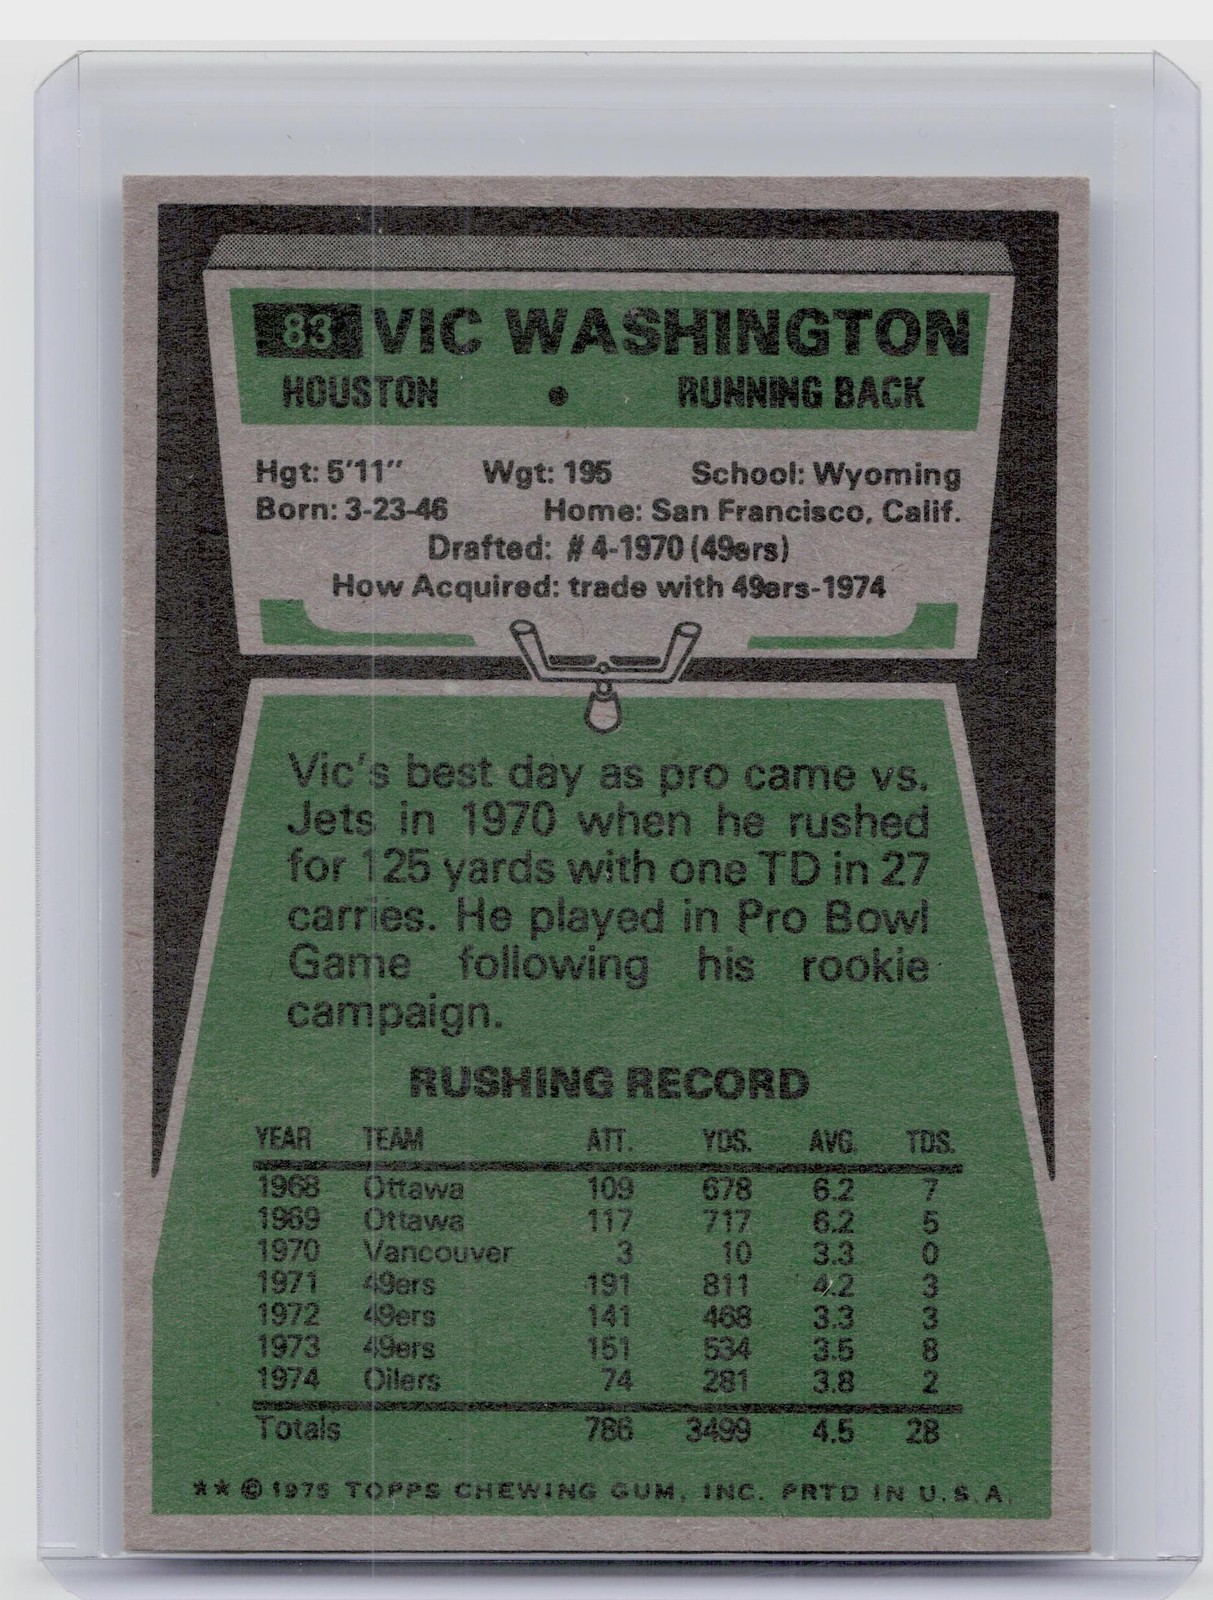 83 VIC WASHINGTON
HOUSTON • RUNNING BACK
Hgt: 5'11" Wgt: 195 School: Wyoming
Born: 3-23-46 Home: San Francisco, Calif.
Drafted: #4-1970 (49ers)
How Acquired: trade with 49ers-1974
Vic's best day as pro came vs.
Jets in 1970 when he rushed
for 125 yards with one TD in 27
carries. He played in Pro Bowl
Game following his rookie
campaign.
RUSHING RECORD
YEAR TEAM ATT. YDS. AVG. TDS.
1968 Ottawa 109 678 6.2 7
1969 Ottawa 117 717 6.2 5
1970 Vancouver 3 10 3.3 0
1971 49ers 191 811 4.2 3
1972 49ers 141 468 3.3 3
1973 49ers 151 534 3.5 8
1974 Oilers 74 281 3.8 2
Totals 786 3499 4.5 28
**© 1975 TOPPS CHEWING GUM, INC. PRTD IN U.S.A.